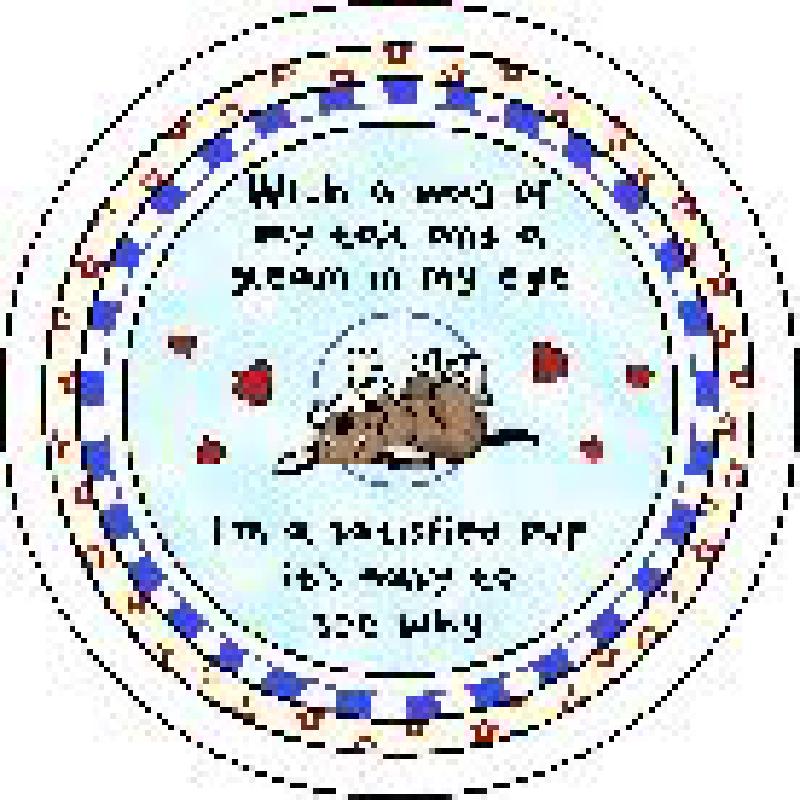 With a wag of
my tail and a
gleam in my eye
I'm a satisfied pup
it's easy to
see why